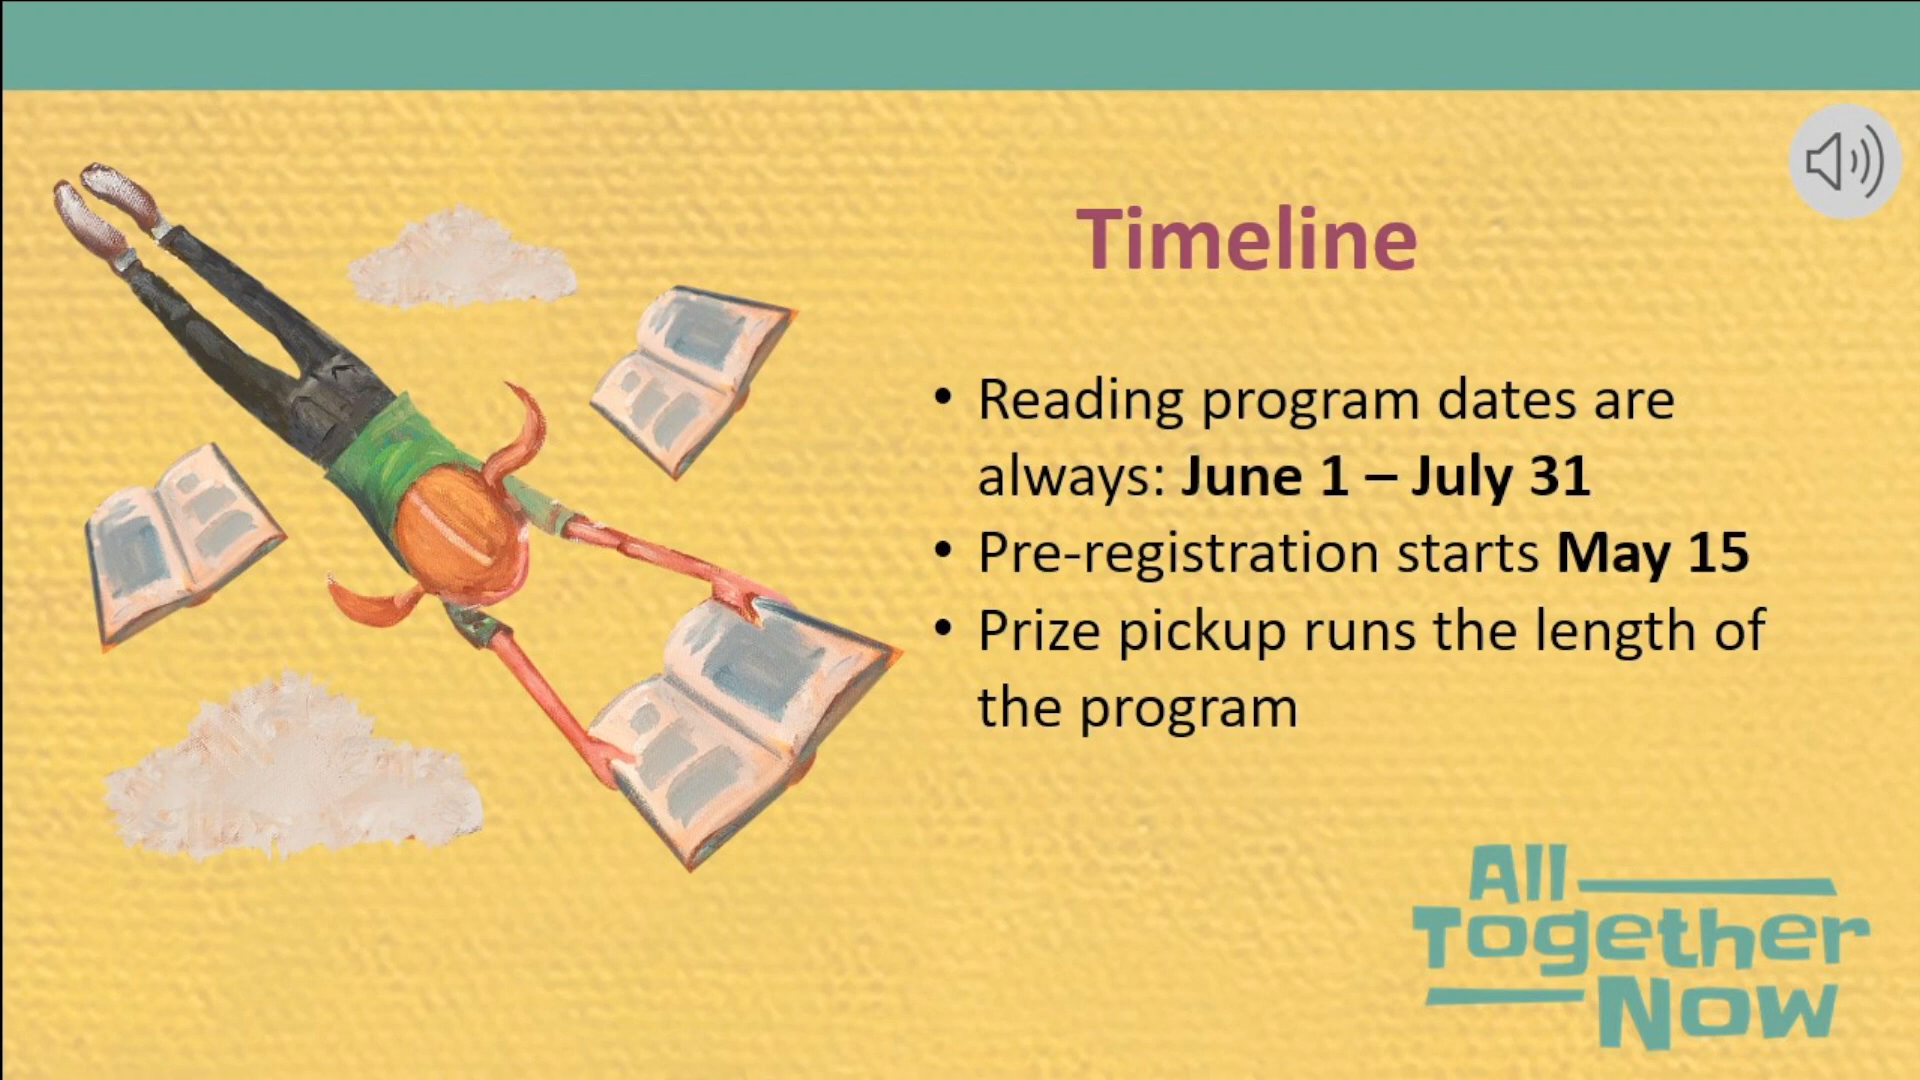 Timeline
• Reading program dates are
always: June 1 – July 31
• Pre-registration starts May 15
• Prize pickup runs the length of
the program
All
Together
Now